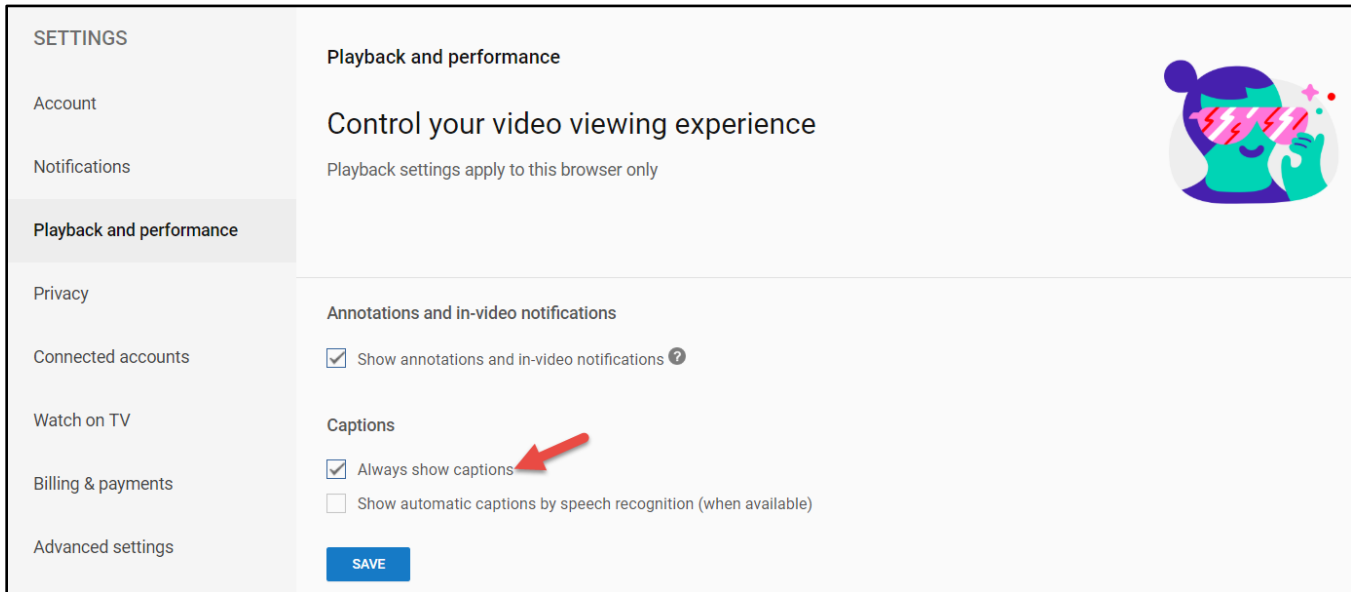 SETTINGS
Account
Notifications
Playback and performance
Privacy
Connected accounts
Watch on TV
Billing & payments
Advanced settings
Playback and performance
Control your video viewing experience
Playback settings apply to this browser only
Annotations and in-video notifications
Show annotations and in-video notifications ?
Captions
Always show captions
Show automatic captions by speech recognition (when available)
SAVE